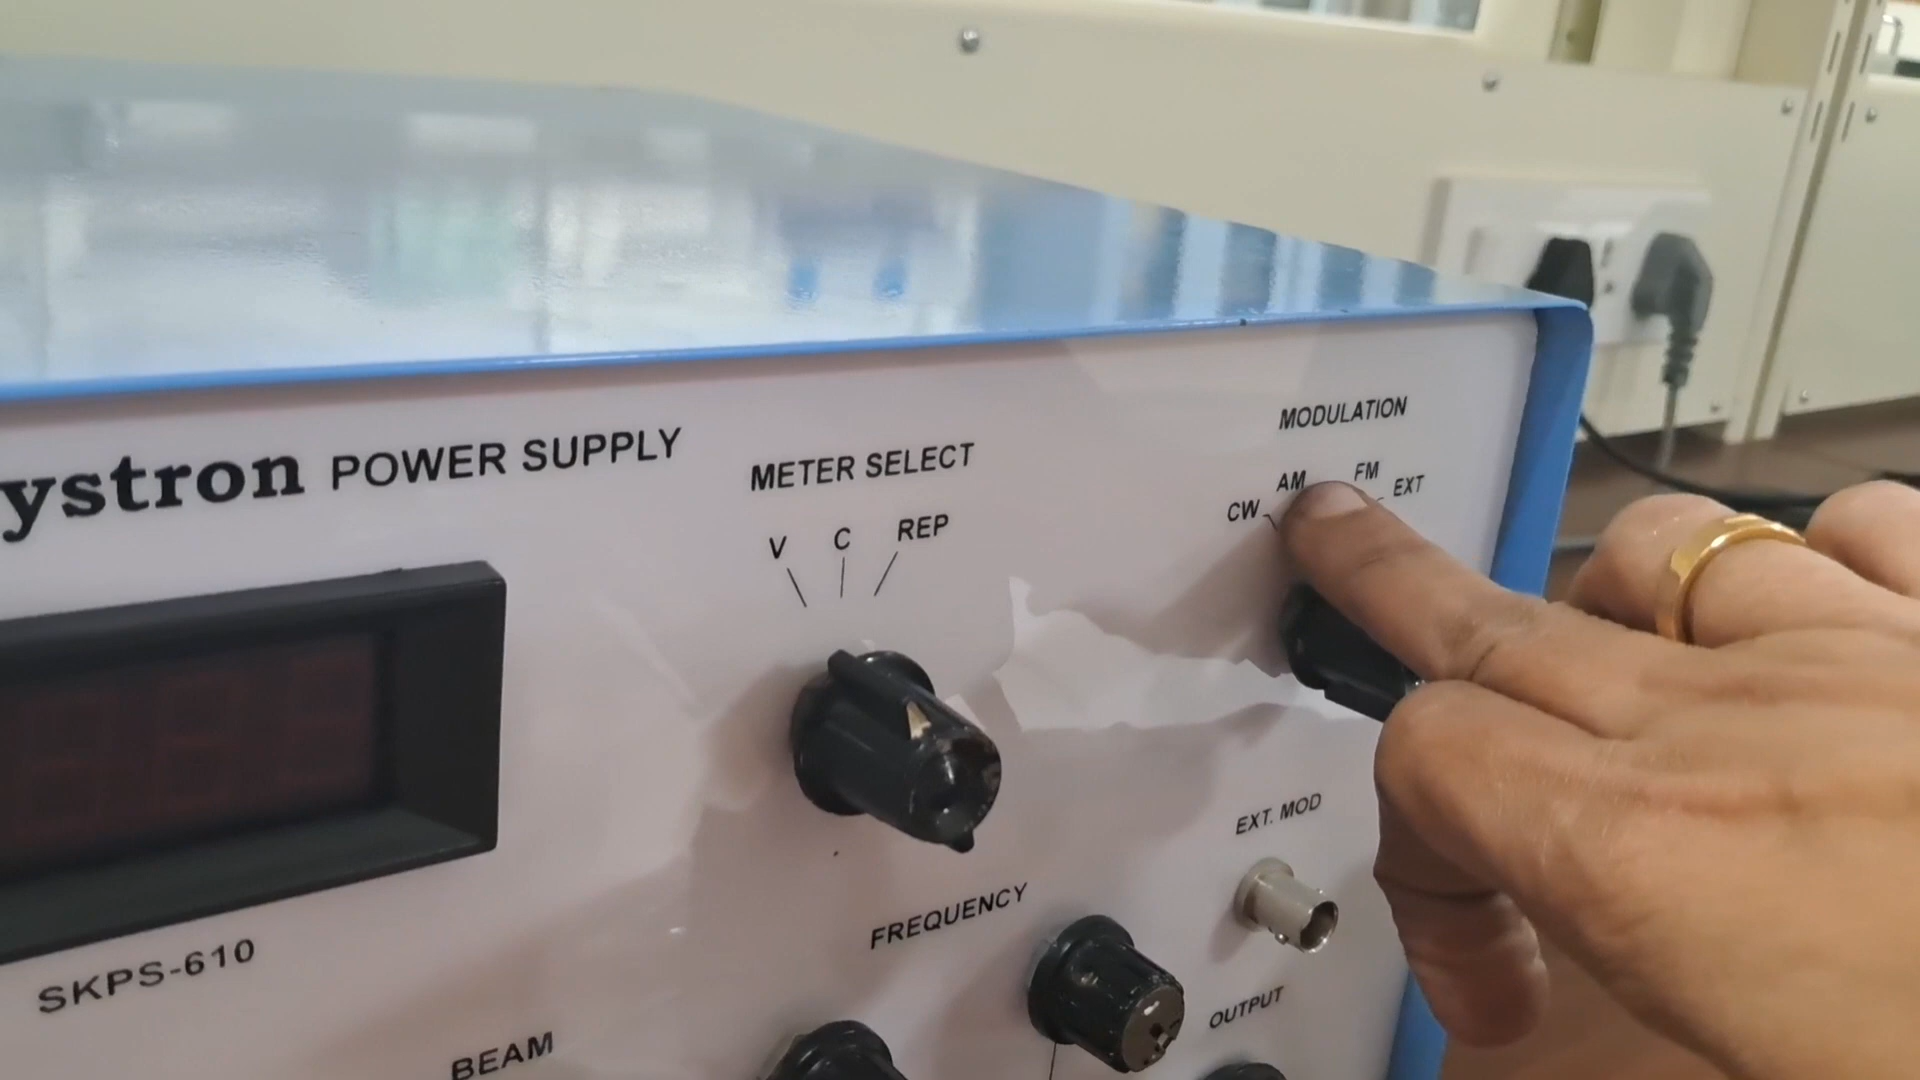 ystron POWER SUPPLY
METER SELECT
V C REP
MODULATION
CW AM FM EXT
EXT. MOD
FREQUENCY
OUTPUT
SKPS-610
BEAM